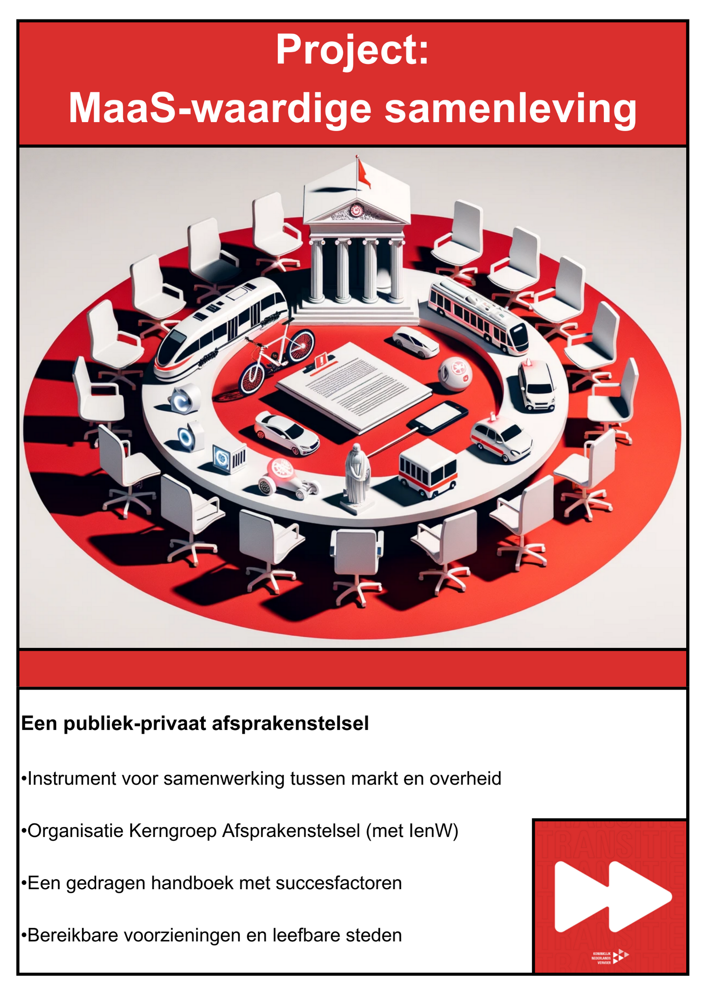 Project:
MaaS-waardige samenleving
Een publiek-privaat afsprakenstelsel
•Instrument voor samenwerking tussen markt en overheid
•Organisatie Kerngroep Afsprakenstelsel (met IenW)
•Een gedragen handboek met succesfactoren
•Bereikbare voorzieningen en leefbare steden
TRANSITIE
TRANSITIE
KONINKLIJK
NEDERLANDS
VERVOER